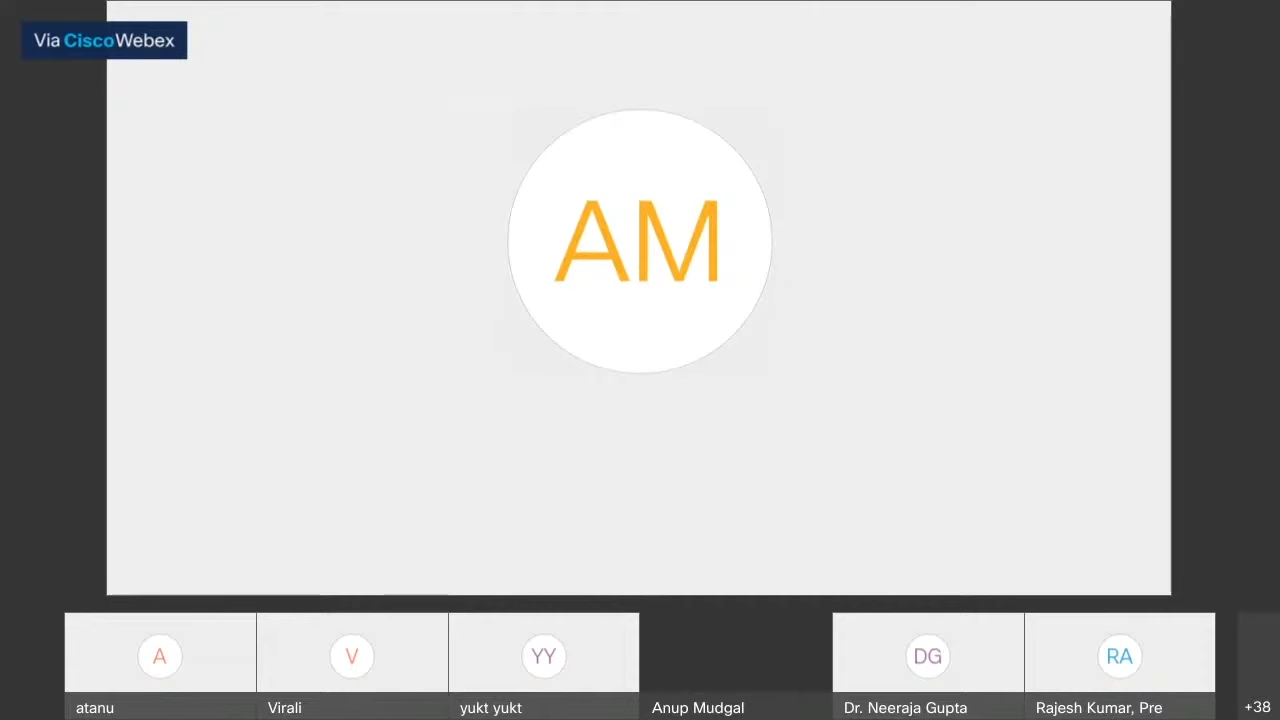 Via CiscoWebex
AM
A
V
YY
DG
RA
atanu
Virali
yukt yukt
Anup Mudgal
Dr. Neeraja Gupta
Rajesh Kumar, Pre
+38